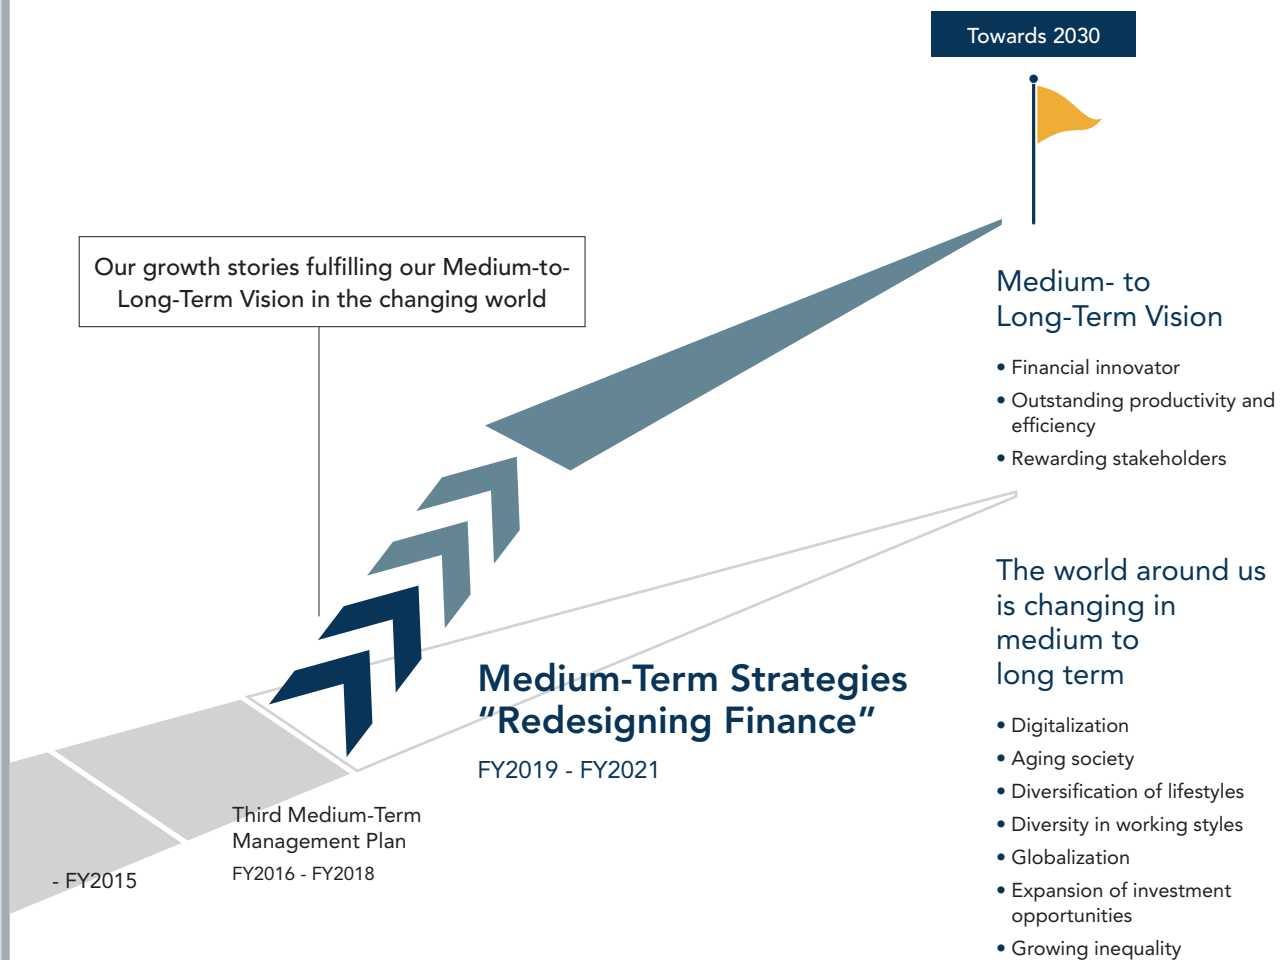 Towards 2030
Our growth stories fulfilling our Medium-to-
Long-Term Vision in the changing world
Medium- to
Long-Term Vision
• Financial innovator
• Outstanding productivity and
efficiency
• Rewarding stakeholders
The world around us
is changing in
medium to
long term
• Digitalization
• Aging society
• Diversification of lifestyles
• Diversity in working styles
• Globalization
• Expansion of investment
opportunities
• Growing inequality
Medium-Term Strategies
“Redesigning Finance”
FY2019 - FY2021
Third Medium-Term
Management Plan
FY2016 - FY2018
- FY2015